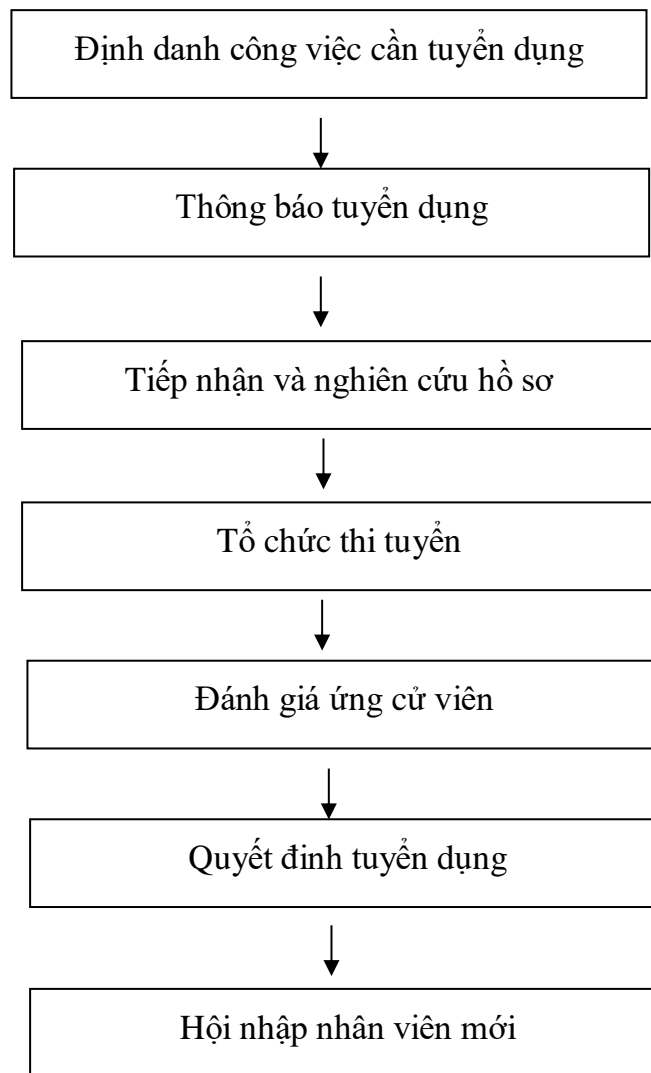 Định danh công việc cần tuyển dụng
Thông báo tuyển dụng
Tiếp nhận và nghiên cứu hồ sơ
Tổ chức thi tuyển
Đánh giá ứng cử viên
Quyết đinh tuyển dụng
Hội nhập nhân viên mới